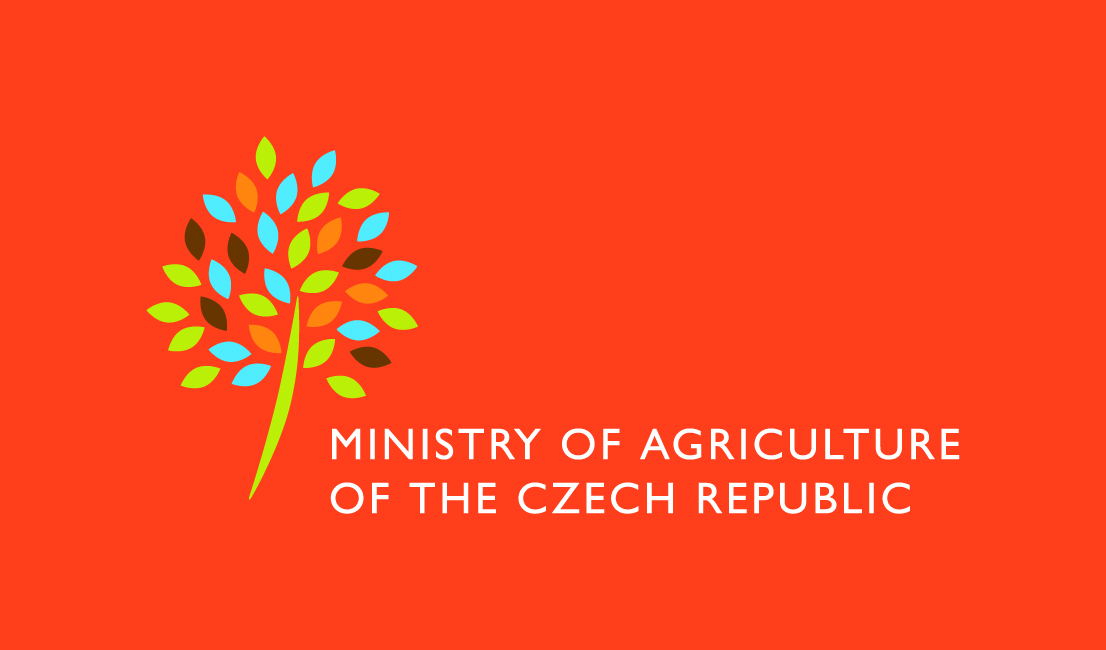 MINISTRY OF AGRICULTURE
OF THE CZECH REPUBLIC